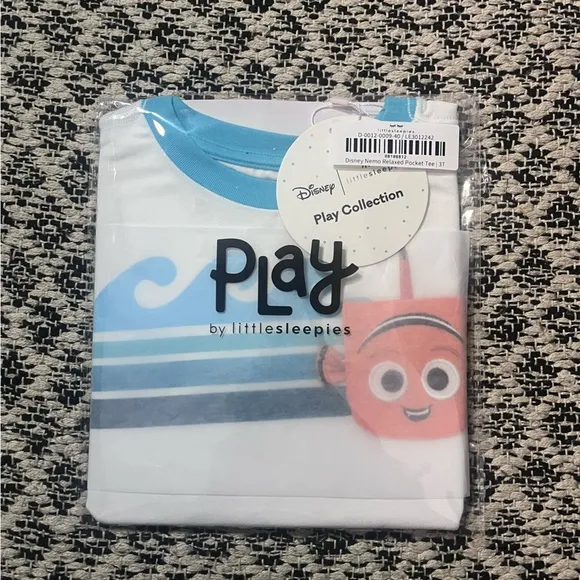 littlesleepies
D-0012-0009-40 / LE3012242
Disney Nemo Relaxed Pocket Tee | 3T
Disney | littlesleepies
Play Collection
PLay
by littlesleepies